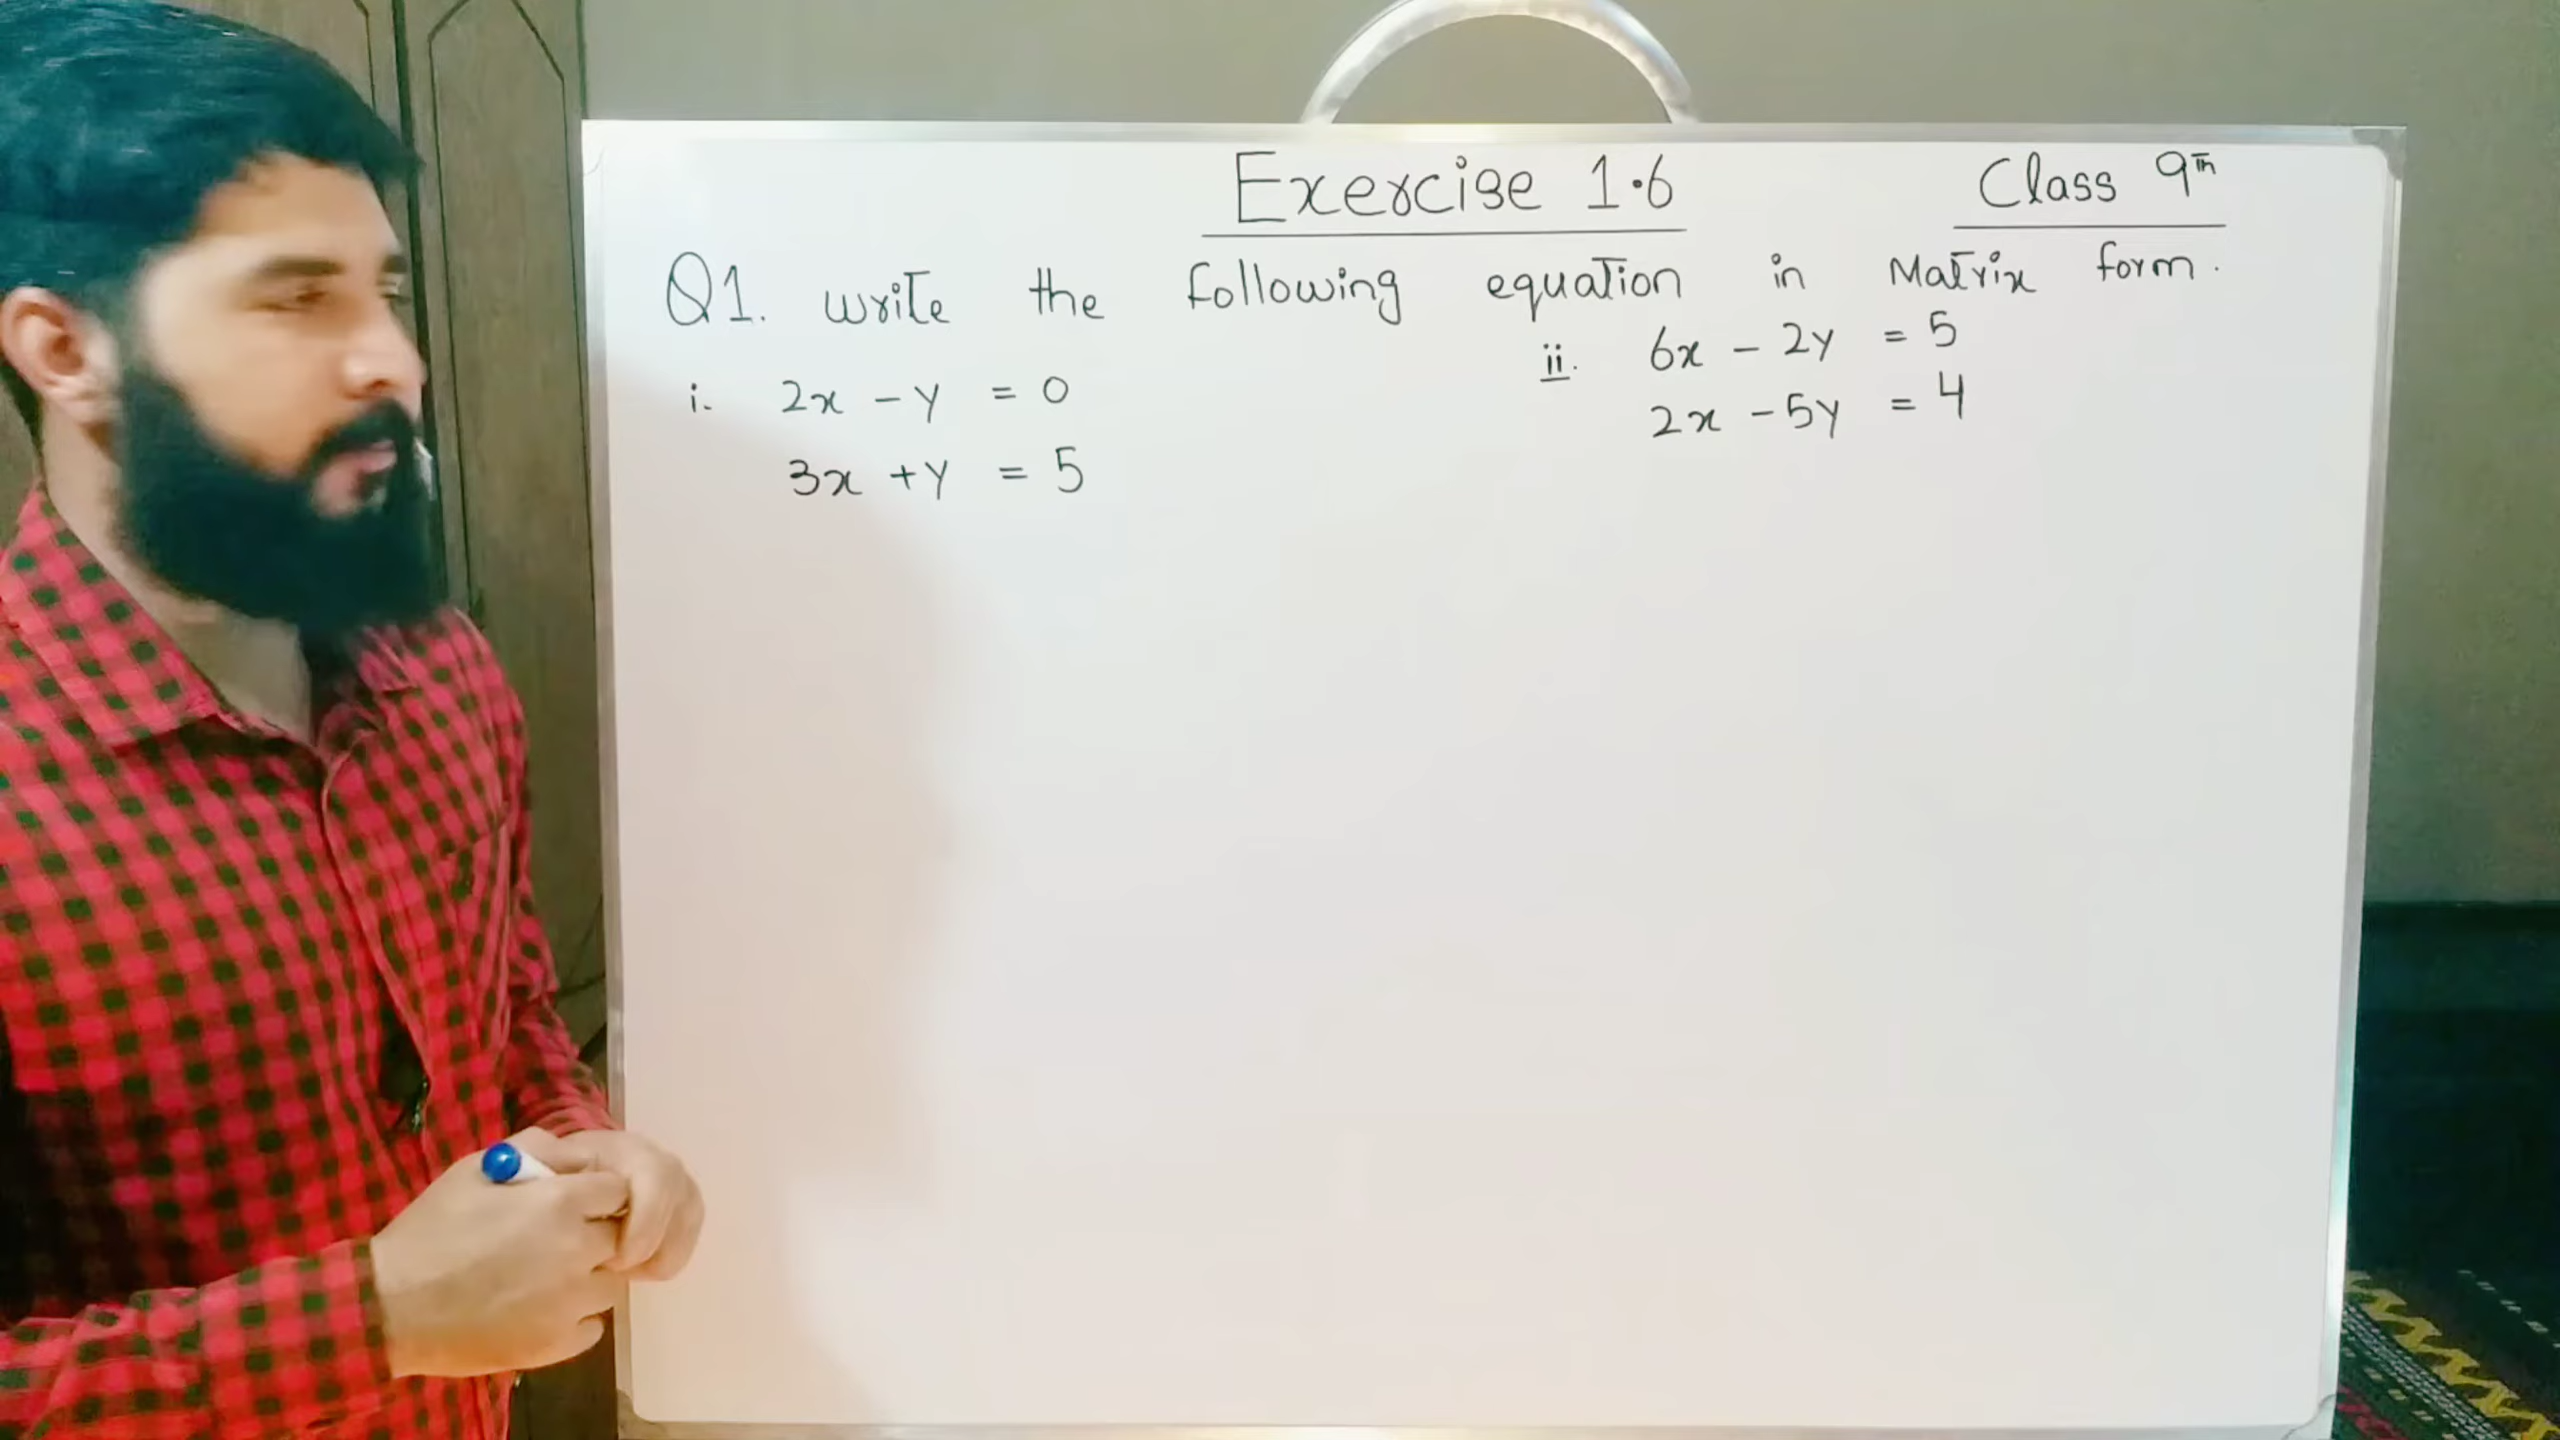 Exercise 1.6
Class 9th
Q1. write the following equation in Matrix form.
i. 2x - y = 0
3x + y = 5
ii. 6x - 2y = 5
2x - 5y = 4